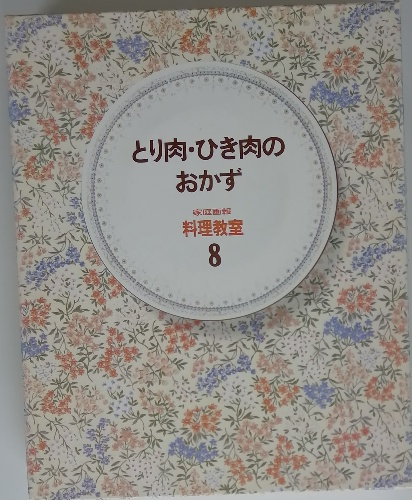 とり肉・ひき肉の
おかず
家庭画報
料理教室
8